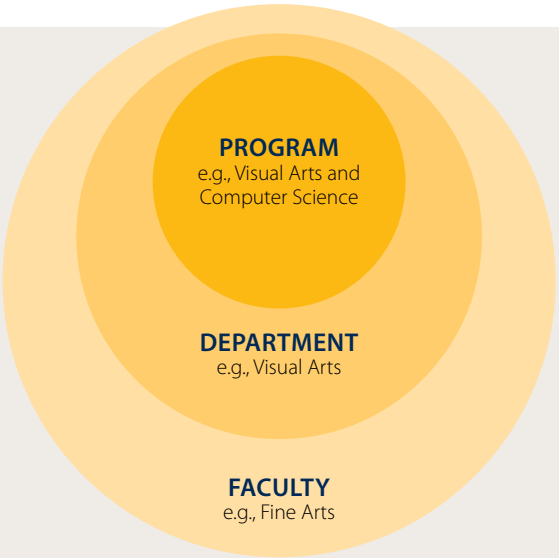 PROGRAM
e.g., Visual Arts and
Computer Science
DEPARTMENT
e.g., Visual Arts
FACULTY
e.g., Fine Arts